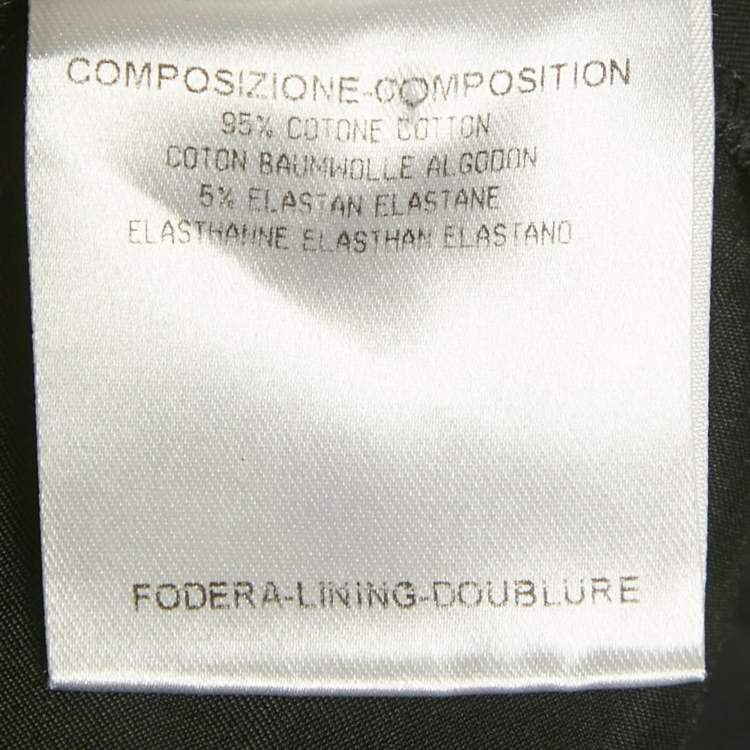 COMPOSIZIONE-COMPOSITION
95% COTONE COTTON
COTON BAUMWOLLE ALGODON
5% ELASTAN ELASTANE
ELASTHANNE ELASTHAN ELASTANO
FODERA-LINING-DOUBLURE